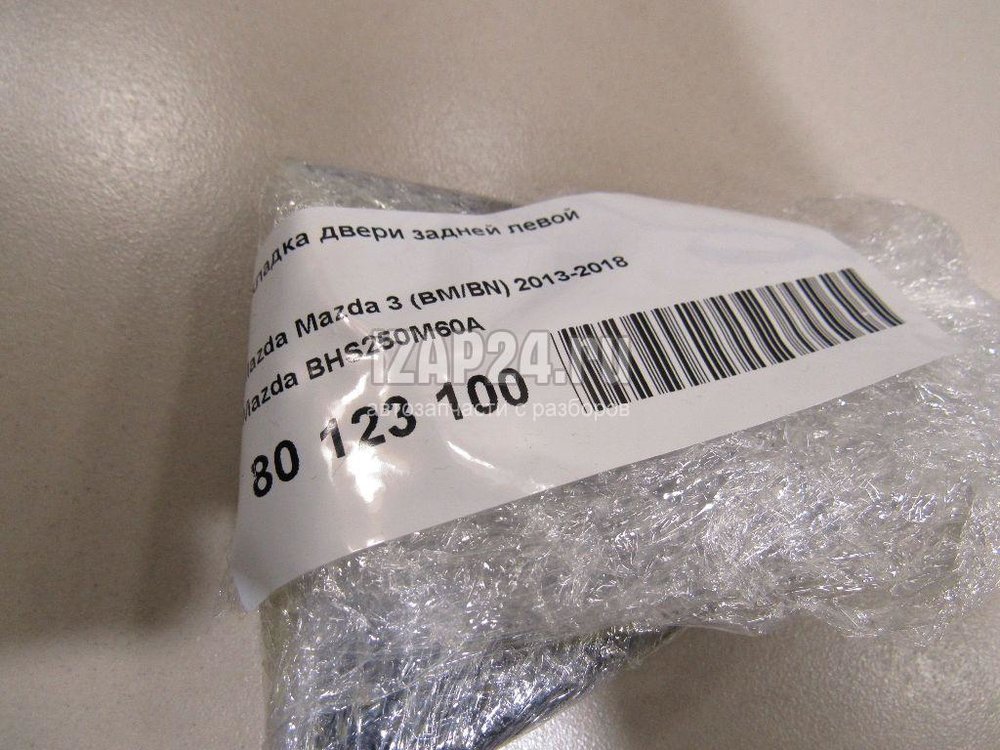 ладка двери задней левой
Mazda Mazda 3 (BM/BN) 2013-2018
Mazda BHS250M60A
80 123 100
IZAP24.ru
автозапчасти с разборов